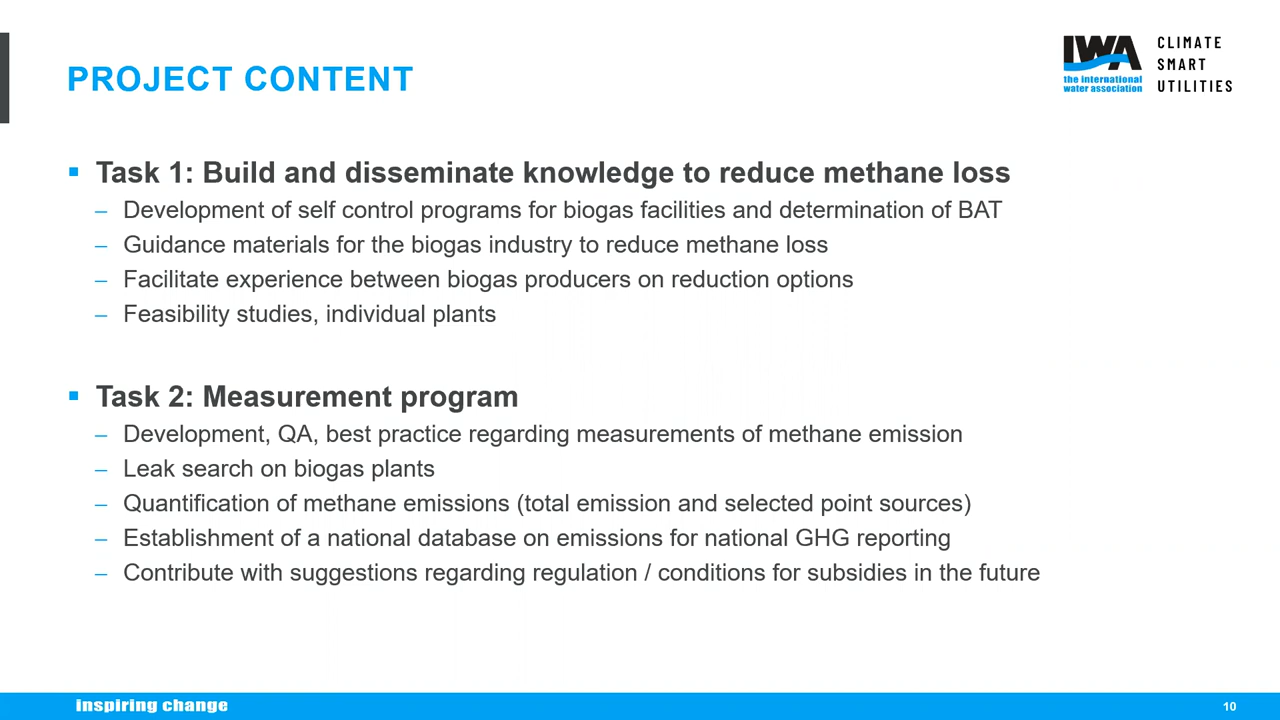 PROJECT CONTENT
IWA
the international
water association
CLIMATE
SMART
UTILITIES
Task 1: Build and disseminate knowledge to reduce methane loss
– Development of self control programs for biogas facilities and determination of BAT
– Guidance materials for the biogas industry to reduce methane loss
– Facilitate experience between biogas producers on reduction options
– Feasibility studies, individual plants
Task 2: Measurement program
– Development, QA, best practice regarding measurements of methane emission
– Leak search on biogas plants
– Quantification of methane emissions (total emission and selected point sources)
– Establishment of a national database on emissions for national GHG reporting
– Contribute with suggestions regarding regulation / conditions for subsidies in the future
inspiring change
10